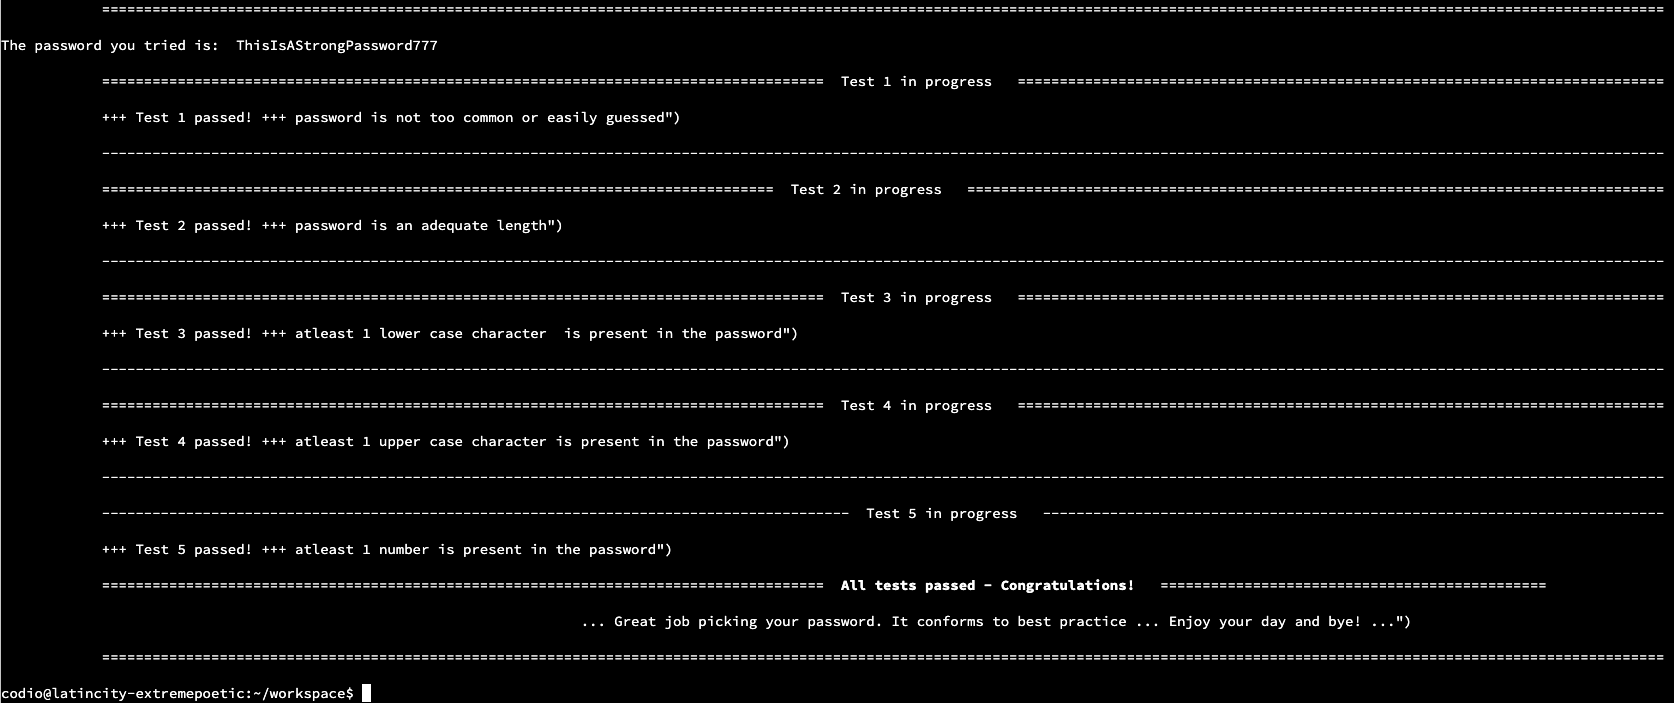 The password you tried is:  ThisIsAStrongPassword777
Test 1 in progress
+++ Test 1 passed! +++ password is not too common or easily guessed")
Test 2 in progress
+++ Test 2 passed! +++ password is an adequate length")
Test 3 in progress
+++ Test 3 passed! +++ atleast 1 lower case character  is present in the password")
Test 4 in progress
+++ Test 4 passed! +++ atleast 1 upper case character is present in the password")
Test 5 in progress
+++ Test 5 passed! +++ atleast 1 number is present in the password")
All tests passed - Congratulations!
... Great job picking your password. It conforms to best practice ... Enjoy your day and bye! ...")
codio@latincity-extremepoetic:~/workspace$